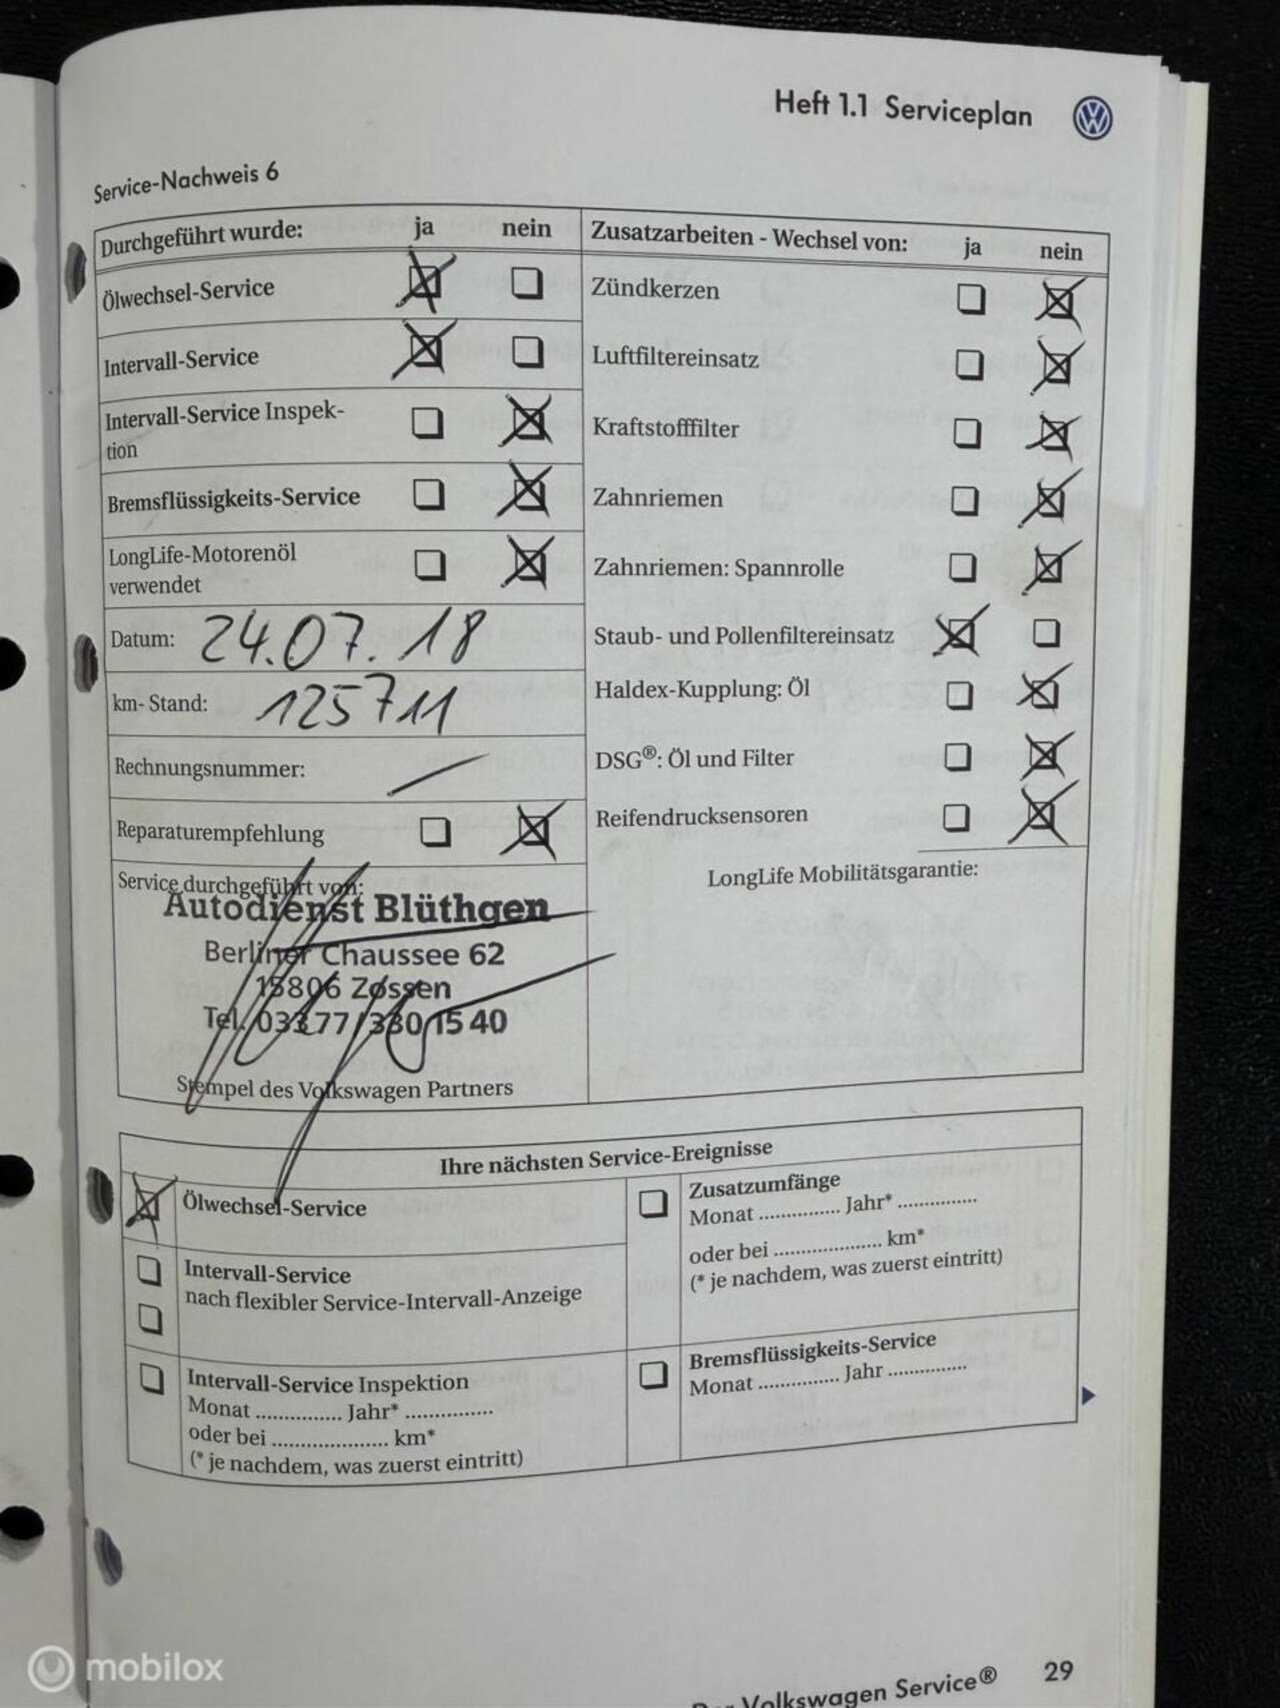 Heft 1.1 Serviceplan
Service-Nachweis 6
Durchgeführt wurde: ja nein
Ölwechsel-Service
Intervall-Service
Intervall-Service Inspek-
tion
Bremsflüssigkeits-Service
LongLife-Motorenöl
verwendet
Datum: 24.07.18
km- Stand: 125711
Rechnungsnummer:
Reparaturempfehlung
Service durchgeführt von:
Autodienst Blüthgen
Berliner Chaussee 62
15806 Zossen
Tel. 03377/330 15 40
Stempel des Volkswagen Partners
Zusatzarbeiten - Wechsel von: ja nein
Zündkerzen
Luftfiltereinsatz
Kraftstofffilter
Zahnriemen
Zahnriemen: Spannrolle
Staub- und Pollenfiltereinsatz
Haldex-Kupplung: Öl
DSG®: Öl und Filter
Reifendrucksensoren
LongLife Mobilitätsgarantie:
Ihre nächsten Service-Ereignisse
Ölwechsel-Service
Intervall-Service
nach flexibler Service-Intervall-Anzeige
Intervall-Service Inspektion
Monat ............... Jahr* ...............
oder bei .................... km*
(* je nachdem, was zuerst eintritt)
Zusatzumfänge
Monat ............... Jahr* ..............
oder bei .................... km*
(* je nachdem, was zuerst eintritt)
Bremsflüssigkeits-Service
Monat ............... Jahr ..............
Volkswagen Service® 29
mobilox